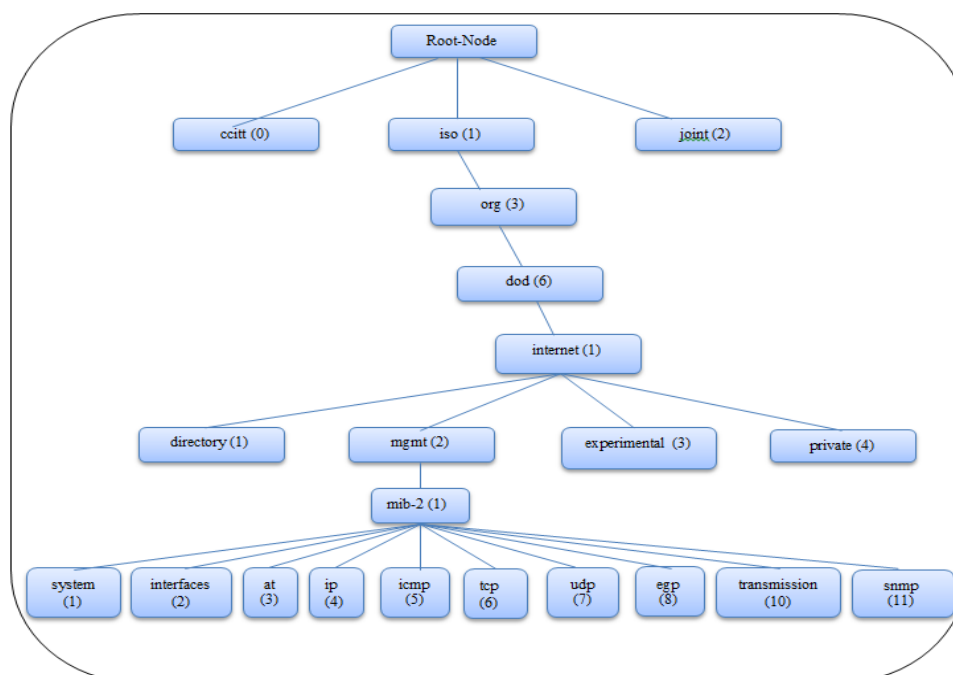 Root-Node
ccitt (0)
iso (1)
joint (2)
org (3)
dod (6)
internet (1)
directory (1)
mgmt (2)
experimental (3)
private (4)
mib-2 (1)
system
(1)
interfaces
(2)
at
(3)
ip
(4)
icmp
(5)
tcp
(6)
udp
(7)
egp
(8)
transmission
(10)
snmp
(11)